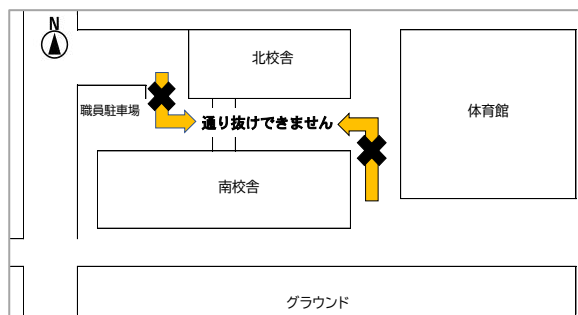 N
北校舎
職員駐車場
通り抜けできません
体育館
南校舎
グラウンド